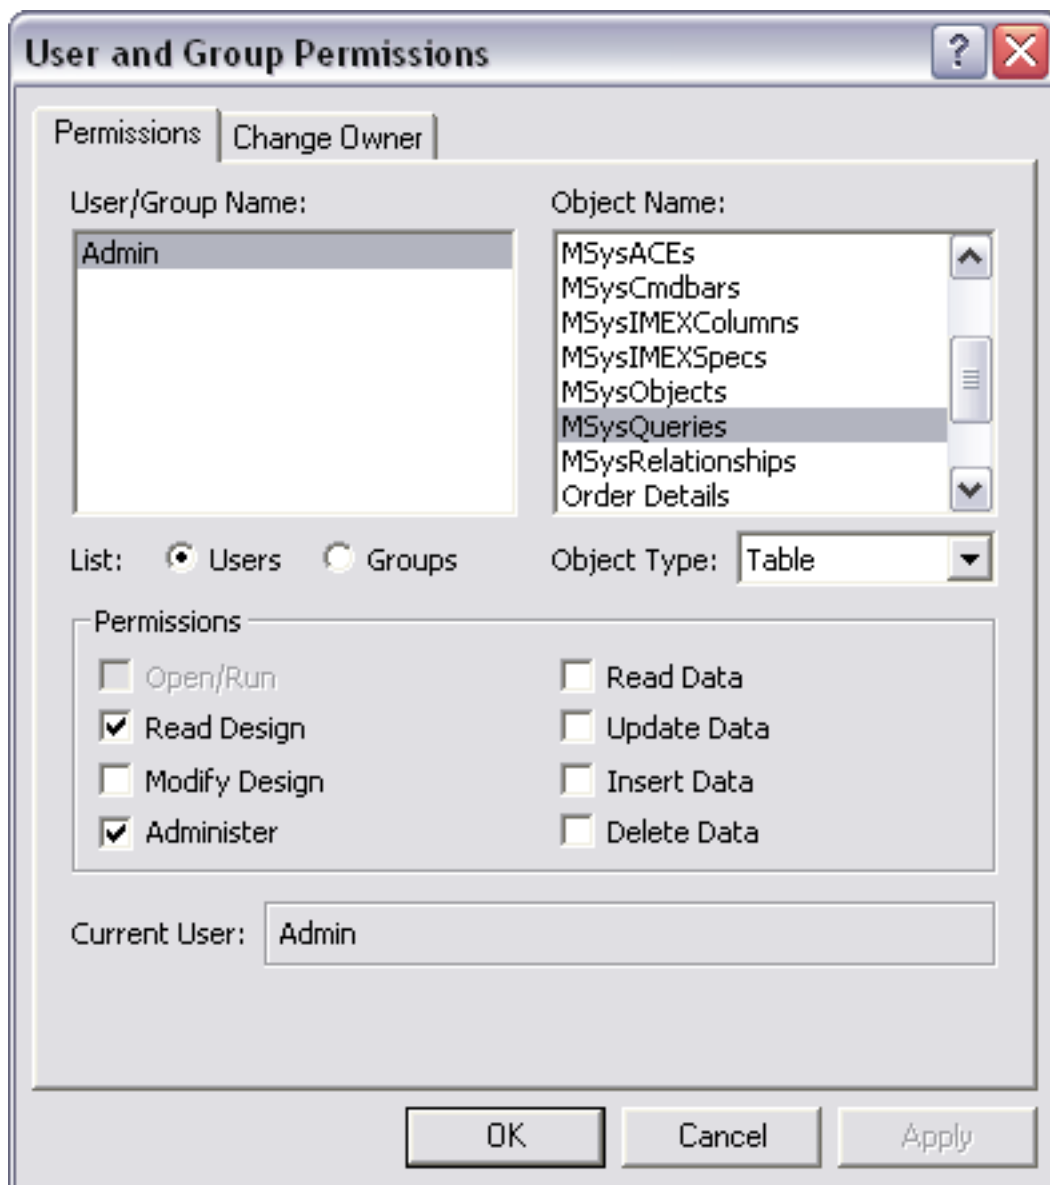 User and Group Permissions
Permissions
Change Owner
User/Group Name:
Object Name:
Admin
MSysACEs
MSysCmdbars
MSysIMEXColumns
MSysIMEXSpecs
MSysObjects
MSysQueries
MSysRelationships
Order Details
List:
Users
Groups
Object Type:
Table
Permissions
Open/Run
Read Data
Read Design
Update Data
Modify Design
Insert Data
Administer
Delete Data
Current User:
Admin
OK
Cancel
Apply